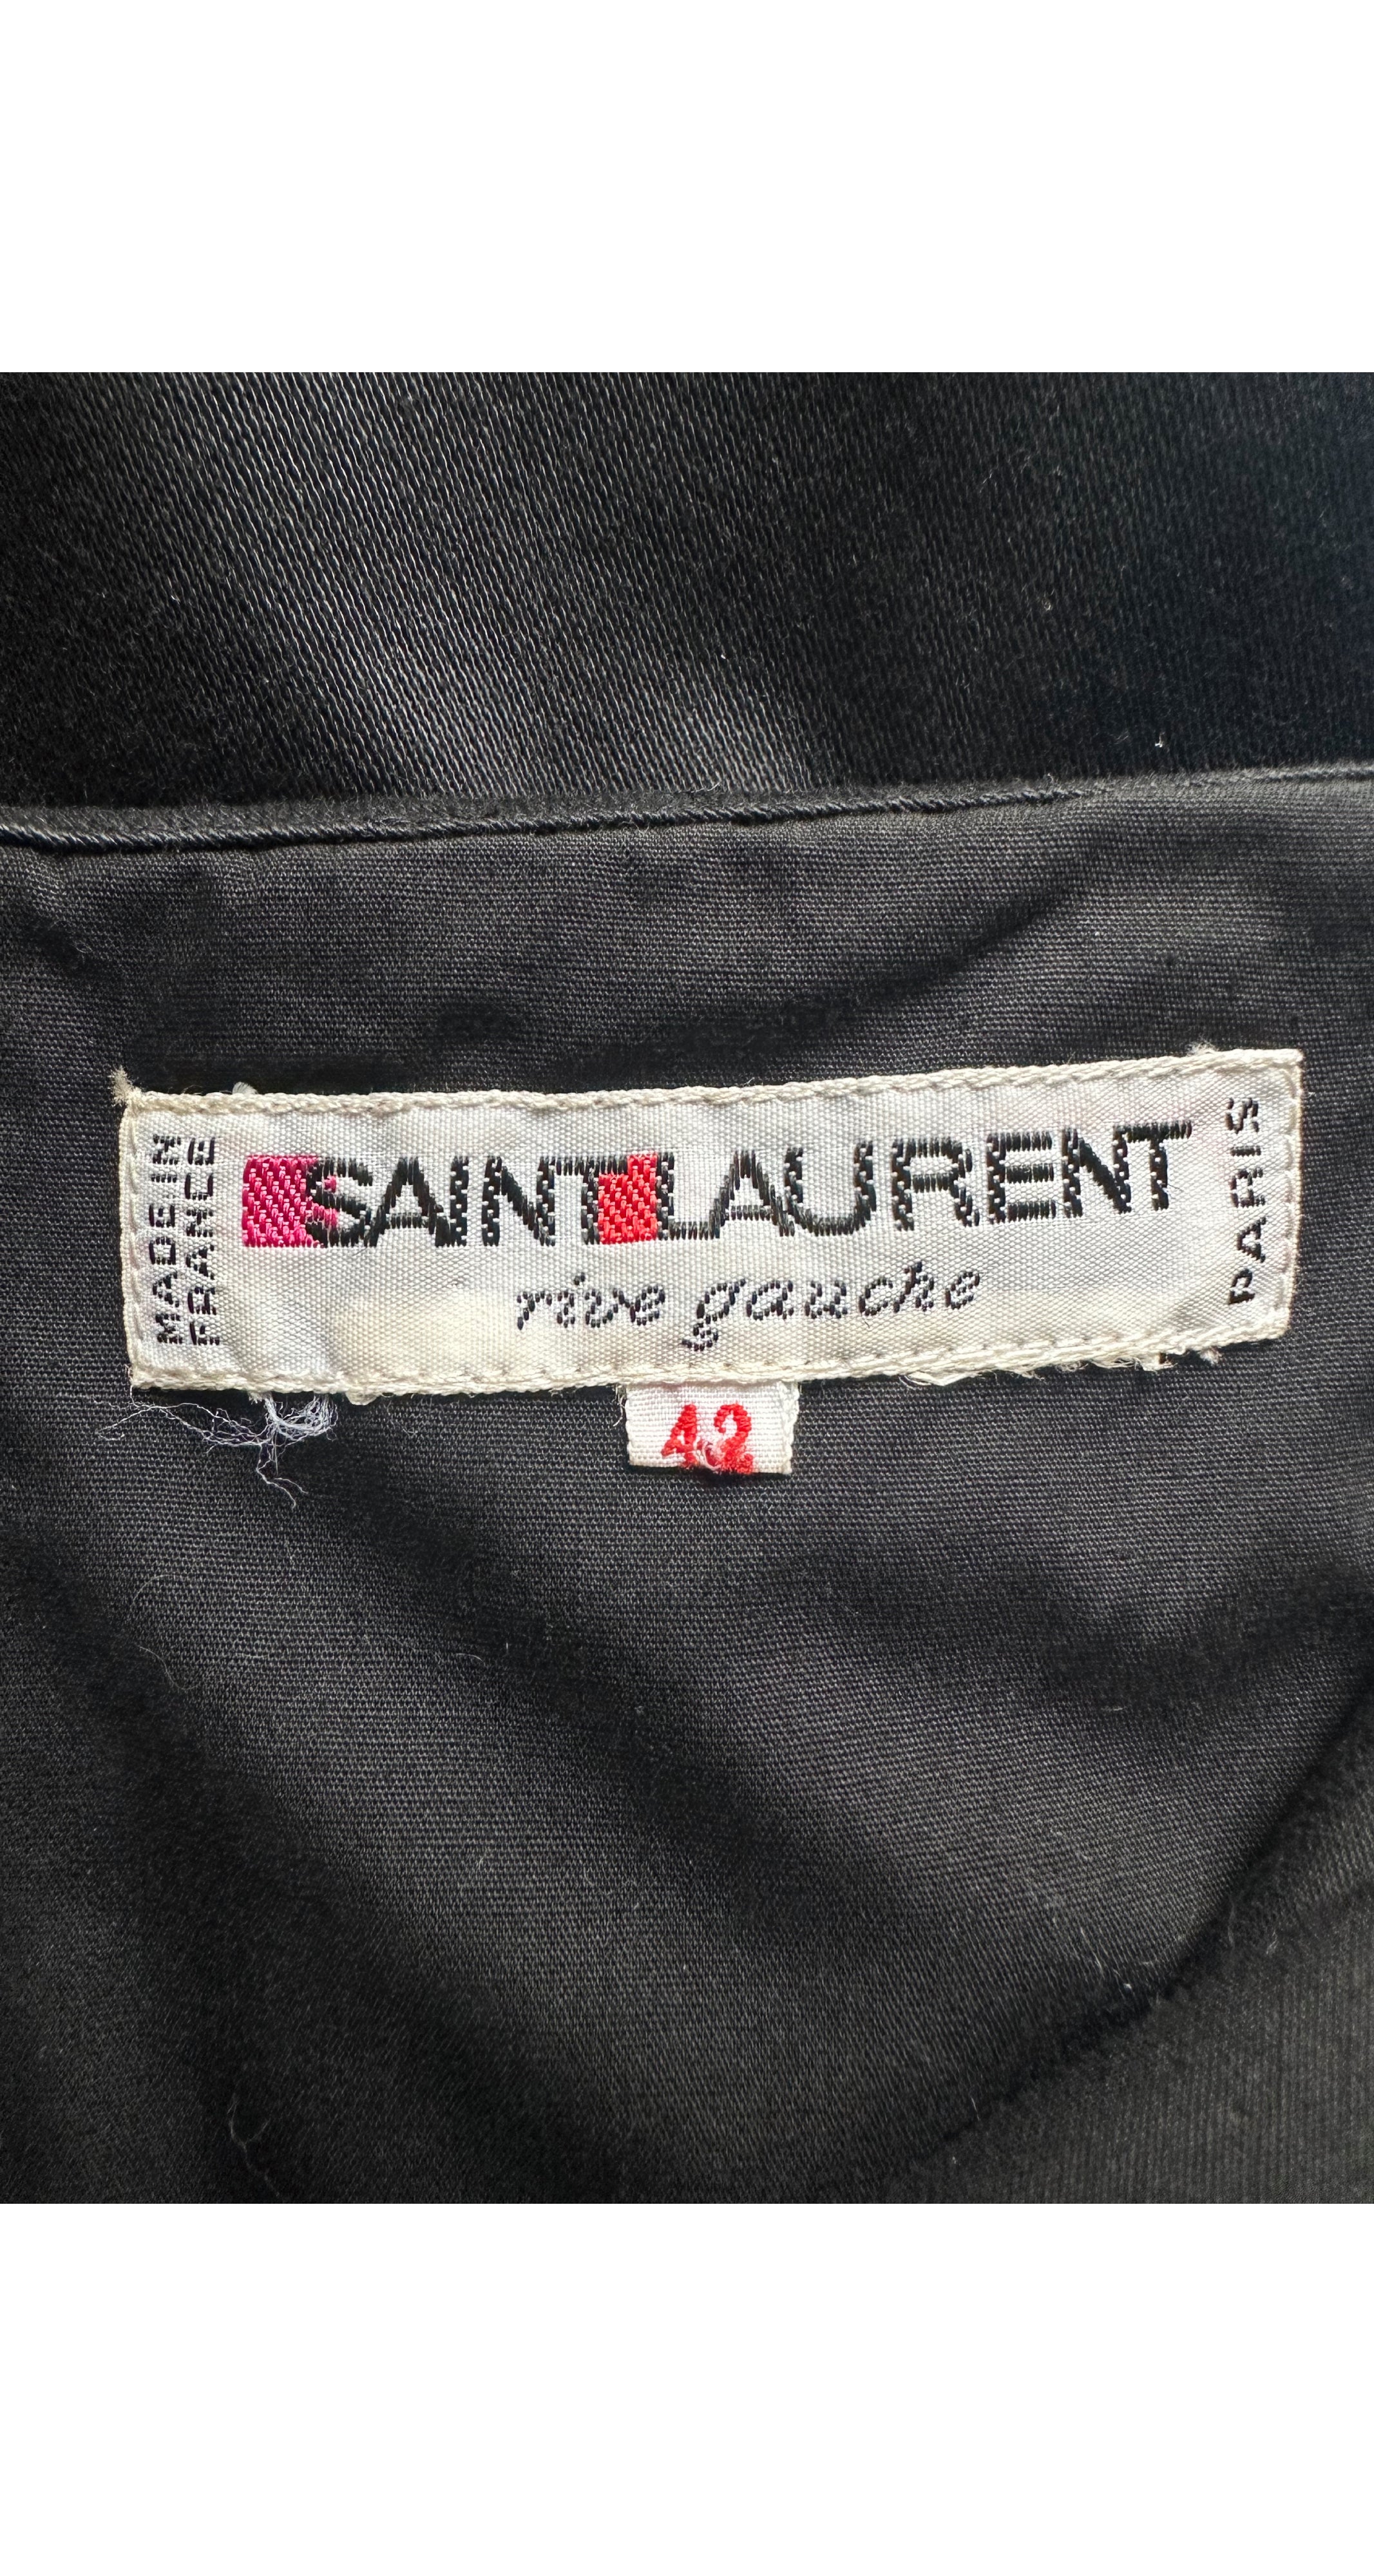 MADE IN
FRANCE
SAINT LAURENT
rive gauche
PARIS
42